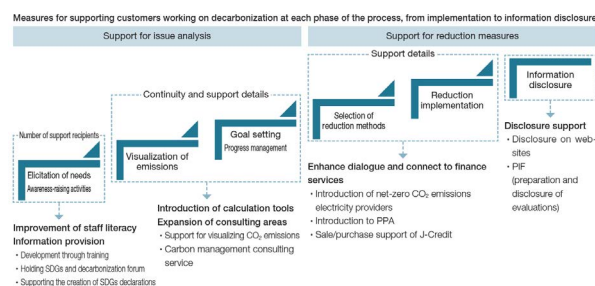 Measures for supporting customers working on decarbonization at each phase of the process, from implementation to information disclosure
Support for issue analysis
Support for reduction measures
Number of support recipients
Elicitation of needs
Awareness-raising activities
Improvement of staff literacy
Information provision
• Development through training
• Holding SDGs and decarbonization forum
• Supporting the creation of SDGs declarations
Continuity and support details
Visualization of
emissions
Goal setting
Progress management
Introduction of calculation tools
Expansion of consulting areas
• Support for visualizing CO₂ emissions
• Carbon management consulting
service
Support details
Selection of
reduction methods
Reduction
implementation
Enhance dialogue and connect to finance
services
• Introduction of net-zero CO₂ emissions
electricity providers
• Introduction to PPA
• Sale/purchase support of J-Credit
Information
disclosure
Disclosure support
• Disclosure on web-
sites
• PIF
(preparation and
disclosure of
evaluations)